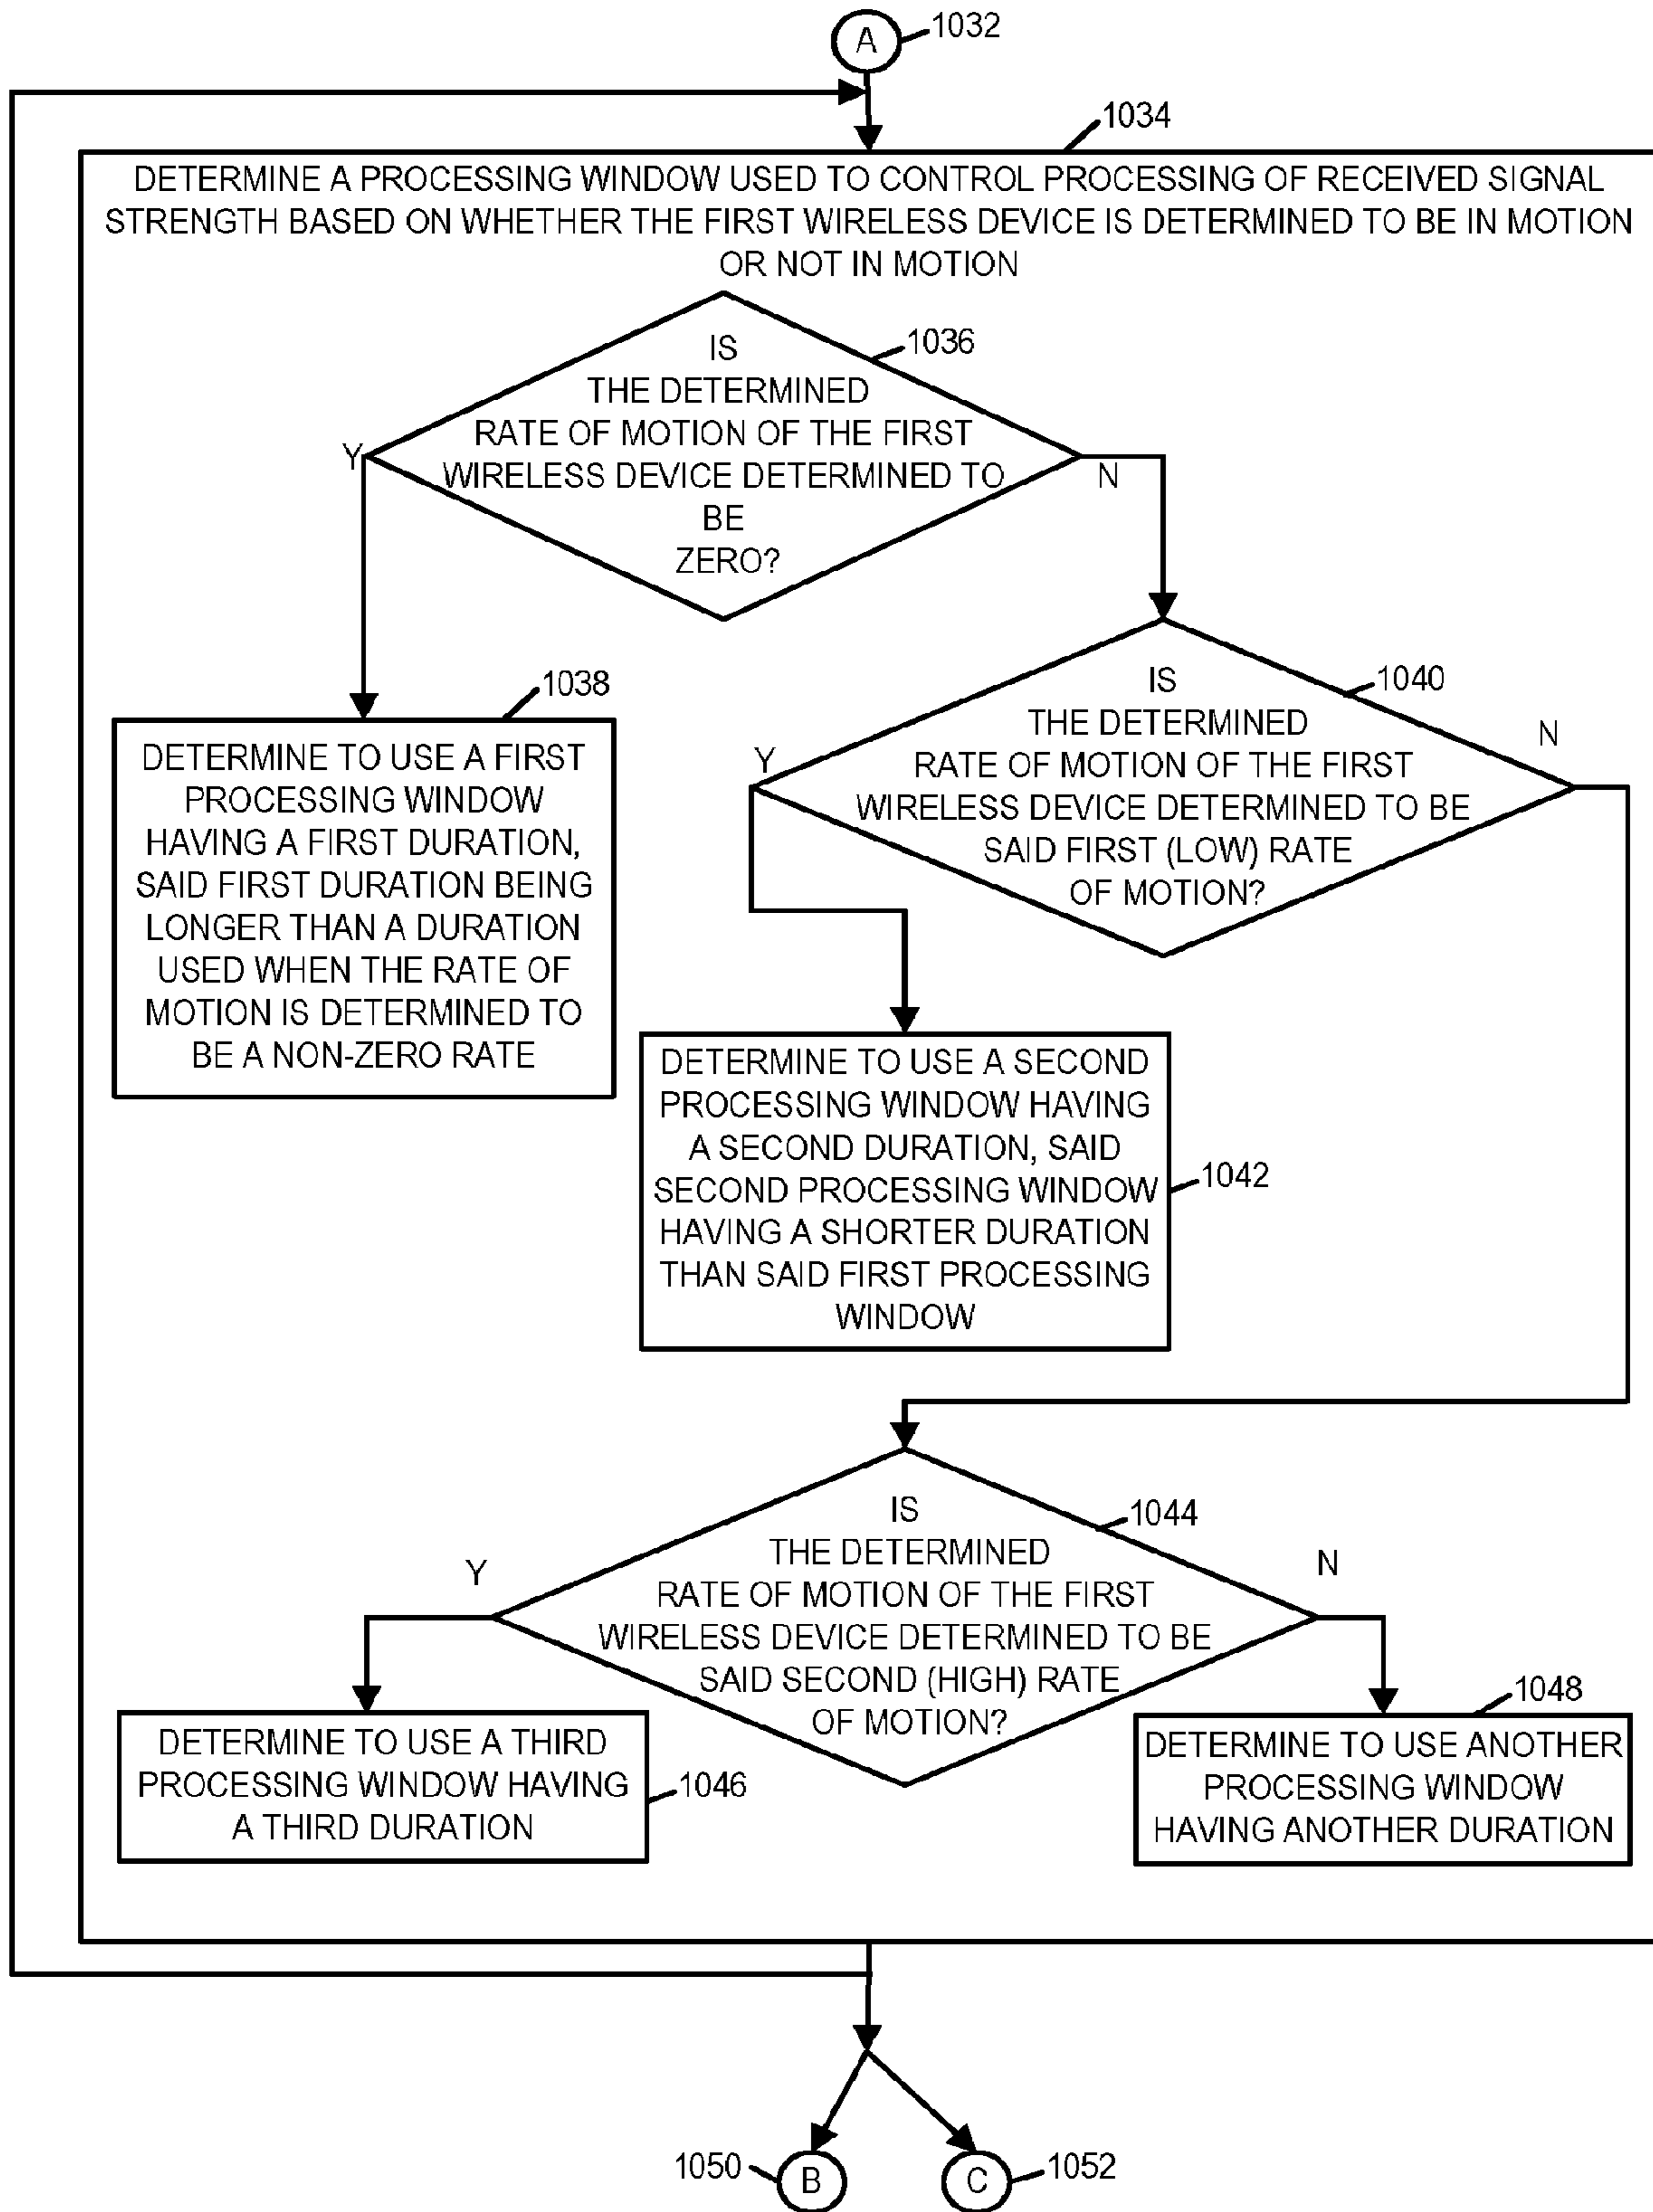 A
1032
1034
DETERMINE A PROCESSING WINDOW USED TO CONTROL PROCESSING OF RECEIVED SIGNAL
STRENGTH BASED ON WHETHER THE FIRST WIRELESS DEVICE IS DETERMINED TO BE IN MOTION
OR NOT IN MOTION
1036
IS
THE DETERMINED
RATE OF MOTION OF THE FIRST
WIRELESS DEVICE DETERMINED TO
BE
ZERO?
Y
N
1038
DETERMINE TO USE A FIRST
PROCESSING WINDOW
HAVING A FIRST DURATION,
SAID FIRST DURATION BEING
LONGER THAN A DURATION
USED WHEN THE RATE OF
MOTION IS DETERMINED TO
BE A NON-ZERO RATE
1040
IS
THE DETERMINED
RATE OF MOTION OF THE FIRST
WIRELESS DEVICE DETERMINED TO BE
SAID FIRST (LOW) RATE
OF MOTION?
Y
N
DETERMINE TO USE A SECOND
PROCESSING WINDOW HAVING
A SECOND DURATION, SAID
SECOND PROCESSING WINDOW
HAVING A SHORTER DURATION
THAN SAID FIRST PROCESSING
WINDOW
1042
1044
IS
THE DETERMINED
RATE OF MOTION OF THE FIRST
WIRELESS DEVICE DETERMINED TO BE
SAID SECOND (HIGH) RATE
OF MOTION?
Y
N
DETERMINE TO USE A THIRD
PROCESSING WINDOW HAVING
A THIRD DURATION
1046
1048
DETERMINE TO USE ANOTHER
PROCESSING WINDOW
HAVING ANOTHER DURATION
1050
B
C
1052